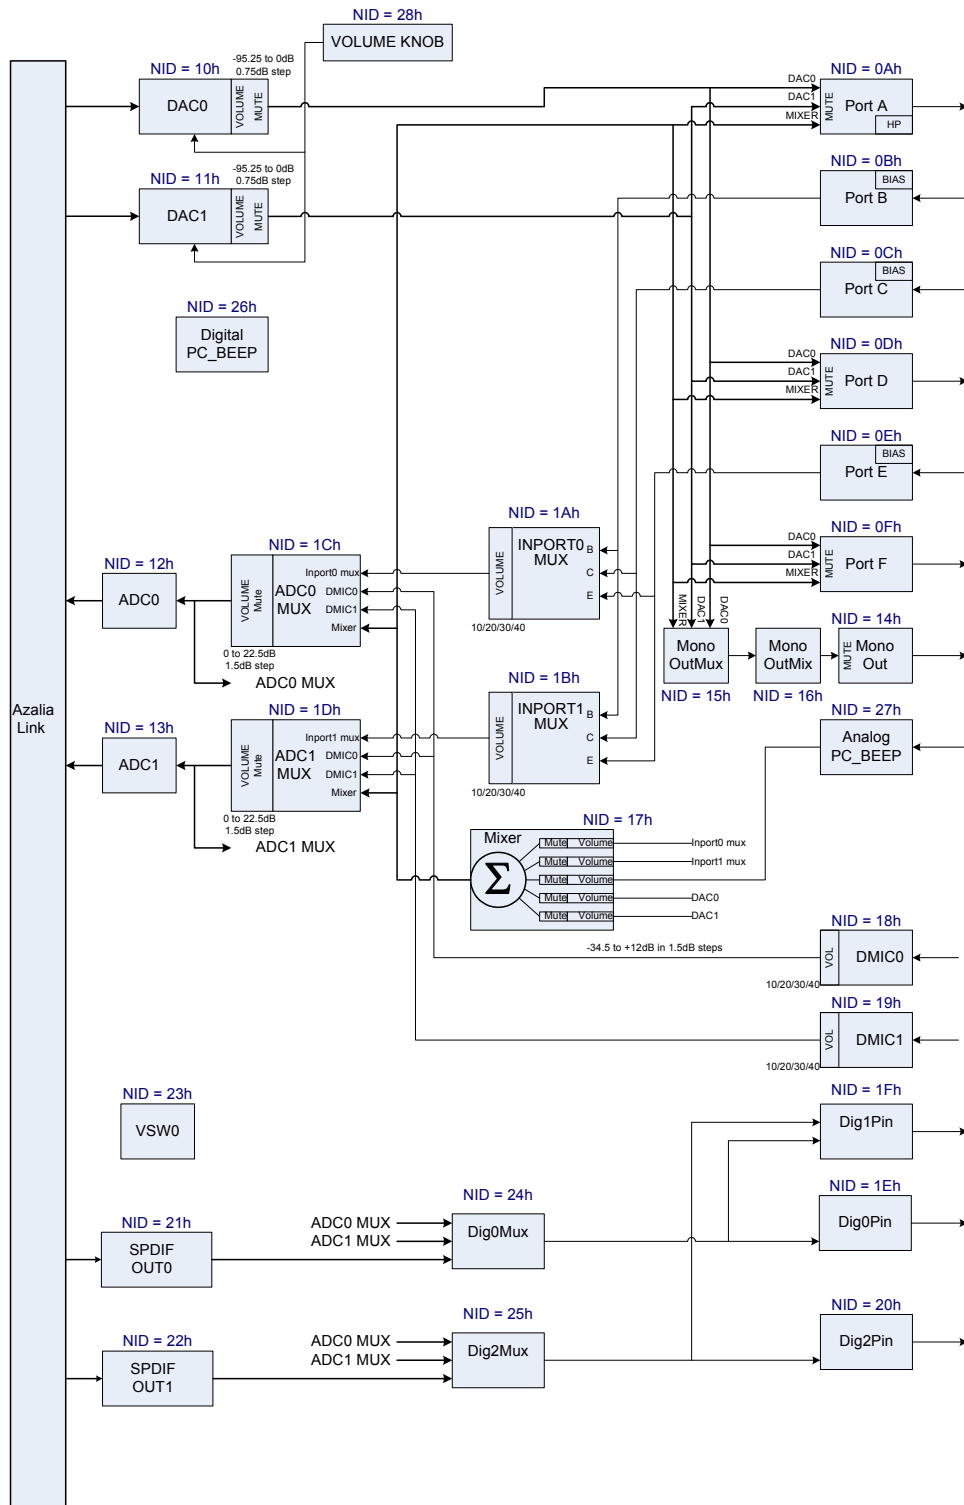 NID = 28h
VOLUME KNOB
-95.25 to 0dB
0.75dB step
NID = 10h
DAC0
VOLUME
MUTE
DAC0
DAC1
MIXER
NID = 0Ah
MUTE
Port A
HP
NID = 0Bh
BIAS
Port B
-95.25 to 0dB
0.75dB step
NID = 11h
DAC1
VOLUME
MUTE
NID = 0Ch
BIAS
Port C
NID = 26h
Digital
PC_BEEP
NID = 0Dh
DAC0
DAC1
MIXER
MUTE
Port D
NID = 0Eh
BIAS
Port E
NID = 1Ah
VOLUME
INPORT0
MUX
B
C
E
10/20/30/40
NID = 0Fh
DAC0
DAC1
MIXER
MUTE
Port F
NID = 12h
ADC0
NID = 1Ch
VOLUME
Mute
ADC0
MUX
Inport0 mux
DMIC0
DMIC1
Mixer
0 to 22.5dB
1.5dB step
ADC0 MUX
MIXER
DAC1
DAC0
Mono
OutMux
NID = 15h
Mono
OutMix
NID = 16h
NID = 14h
MUTE
Mono
Out
Azalia
Link
NID = 13h
ADC1
NID = 1Dh
VOLUME
Mute
ADC1
MUX
Inport1 mux
DMIC0
DMIC1
Mixer
0 to 22.5dB
1.5dB step
ADC1 MUX
NID = 1Bh
VOLUME
INPORT1
MUX
B
C
E
10/20/30/40
NID = 27h
Analog
PC_BEEP
NID = 17h
Mixer
Σ
Mute Volume Inport0 mux
Mute Volume Inport1 mux
Mute Volume
Mute Volume DAC0
Mute Volume DAC1
-34.5 to +12dB in 1.5dB steps
NID = 18h
VOL
DMIC0
10/20/30/40
NID = 19h
VOL
DMIC1
10/20/30/40
NID = 23h
VSW0
NID = 1Fh
Dig1Pin
NID = 1Eh
Dig0Pin
NID = 24h
ADC0 MUX
ADC1 MUX
Dig0Mux
NID = 21h
SPDIF
OUT0
NID = 25h
ADC0 MUX
ADC1 MUX
Dig2Mux
NID = 20h
Dig2Pin
NID = 22h
SPDIF
OUT1